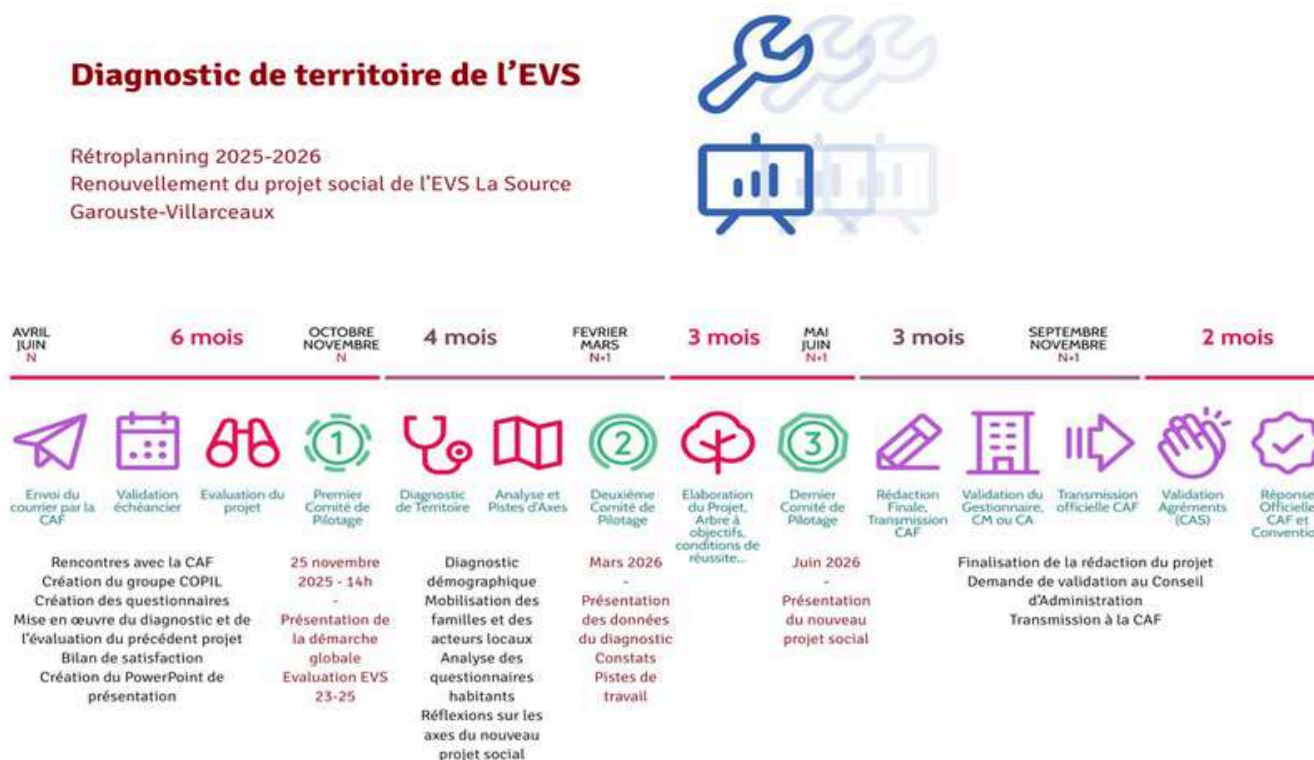 Diagnostic de territoire de l'EVS
Rétroplanning 2025-2026
Renouvellement du projet social de l'EVS La Source
Garouste-Villarceaux
AVRIL
JUIN
N
6 mois
OCTOBRE
NOVEMBRE
N
4 mois
FEVRIER
MARS
N+1
3 mois
MAI
JUIN
N+1
3 mois
SEPTEMBRE
NOVEMBRE
N+1
2 mois
1
2
3
Envoi du
courrier par la
CAF
Validation
échéancier
Evaluation du
projet
Premier
Comité de
Pilotage
Diagnostic
de Territoire
Analyse et
Pistes d'Axes
Deuxième
Comité de
Pilotage
Elaboration
du Projet,
Arbre à
objectifs,
conditions de
réussite...
Dernier
Comité de
Pilotage
Rédaction
Finale,
Transmission
CAF
Validation du
Gestionnaire,
CM ou CA
Transmission
officielle CAF
Validation
Agréments
(CAS)
Réponse
Officielle
CAF et
Convention
Rencontres avec la CAF
Création du groupe COPIL
Création des questionnaires
Mise en œuvre du diagnostic et de
l'évaluation du précédent projet
Bilan de satisfaction
Création du PowerPoint de
présentation
25 novembre
2025 - 14h
-
Présentation de
la démarche
globale
Evaluation EVS
23-25
Diagnostic
démographique
Mobilisation des
familles et des
acteurs locaux
Analyse des
questionnaires
habitants
Réflexions sur les
axes du nouveau
projet social
Mars 2026
-
Présentation
des données
du diagnostic
Constats
Pistes de
travail
Juin 2026
-
Présentation
du nouveau
projet social
Finalisation de la rédaction du projet
Demande de validation au Conseil
d'Administration
Transmission à la CAF